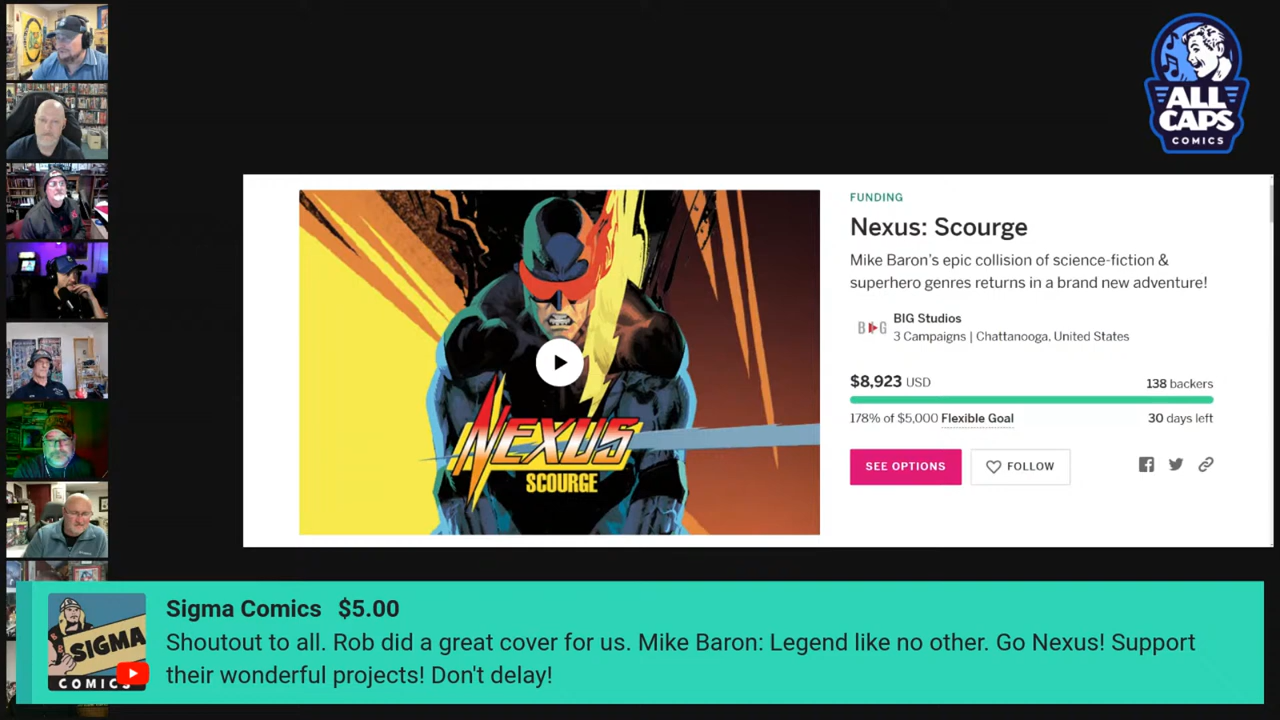 ALL
CAPS
COMICS
FUNDING
Nexus: Scourge
Mike Baron's epic collision of science-fiction &
superhero genres returns in a brand new adventure!
BIG Studios
3 Campaigns | Chattanooga, United States
$8,923 USD
138 backers
178% of $5,000 Flexible Goal
30 days left
SEE OPTIONS
FOLLOW
NEXUS
SCOURGE
Sigma Comics $5.00
Shoutout to all. Rob did a great cover for us. Mike Baron: Legend like no other. Go Nexus! Support
their wonderful projects! Don't delay!
SIGMA
COMICS